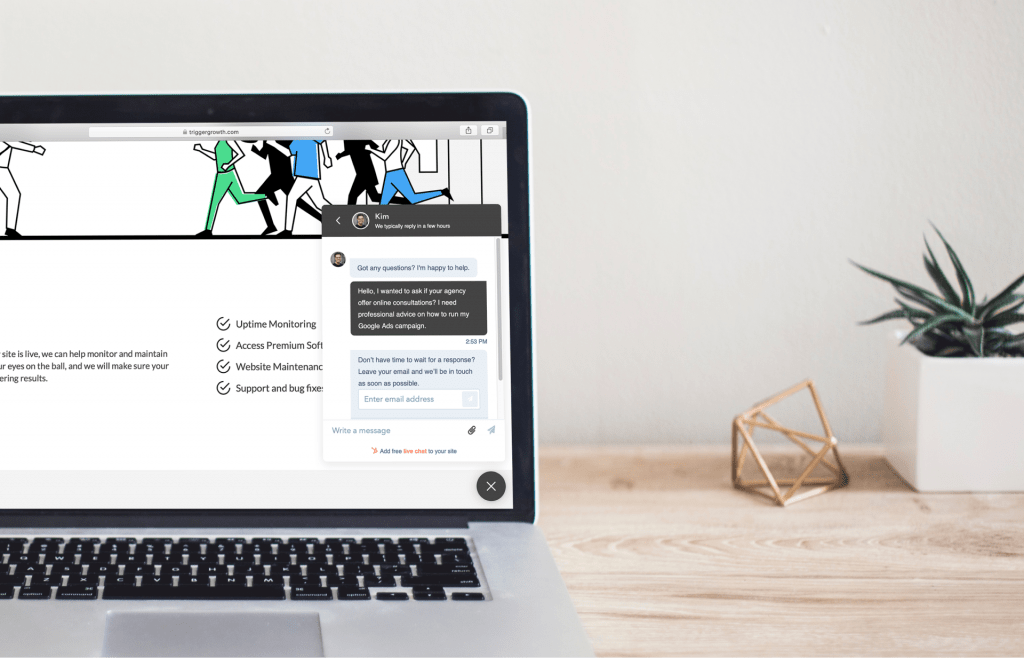 triggergrowth.com
Kim
We typically reply in a few hours
Got any questions? I'm happy to help.
Hello, I wanted to ask if your agency
offer online consultations? I need
professional advice on how to run my
Google Ads campaign.
2:53 PM
Don't have time to wait for a response?
Leave your email and we'll be in touch
as soon as possible.
Enter email address
Write a message
Add free live chat to your site
site is live, we can help monitor and maintain
ur eyes on the ball, and we will make sure your
ering results.
Uptime Monitoring
Access Premium Soft
Website Maintenanc
Support and bug fixes
option
command
command
option